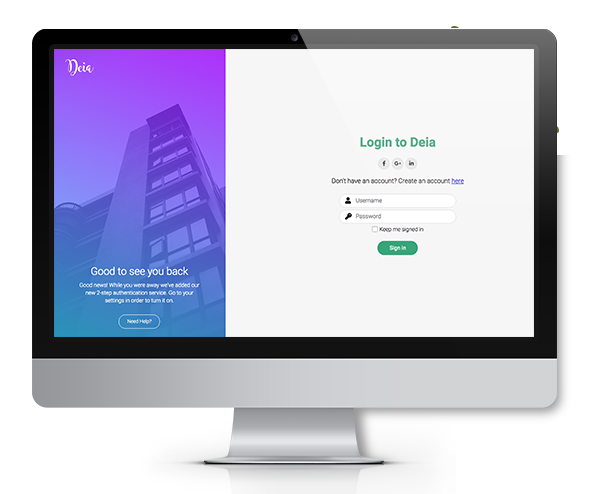 Deia
Good to see you back
Good news! While you were away we've added our
new 2-step authentication service. Go to your
settings in order to turn it on.
Need Help?
Login to Deia
f G+ in
Don't have an account? Create an account here
Username
Password
Keep me signed in
Sign in